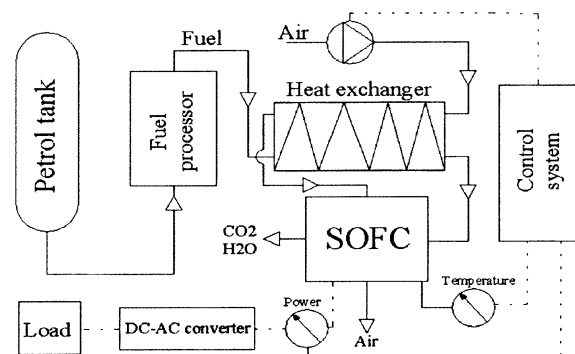 Petrol tank
Fuel
Fuel
processor
Air
Heat exchanger
Control
system
CO2
H2O
SOFC
Temperature
Power
Air
Load
DC-AC converter